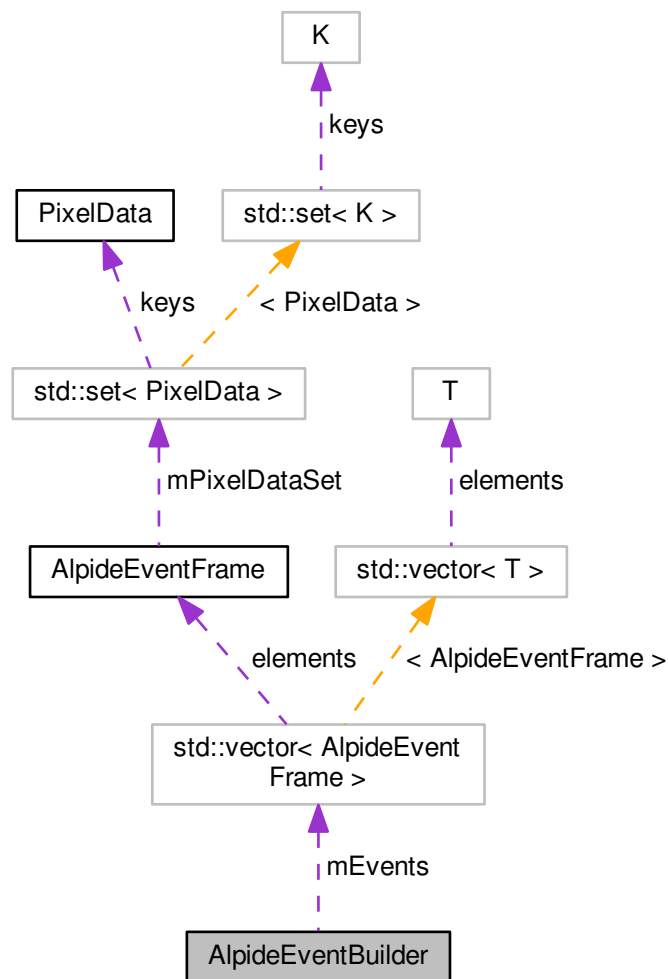 K
keys
PixelData
std::set< K >
keys
< PixelData >
std::set< PixelData >
T
mPixelDataSet
elements
AlpideEventFrame
std::vector< T >
elements
< AlpideEventFrame >
std::vector< AlpideEvent
Frame >
mEvents
AlpideEventBuilder